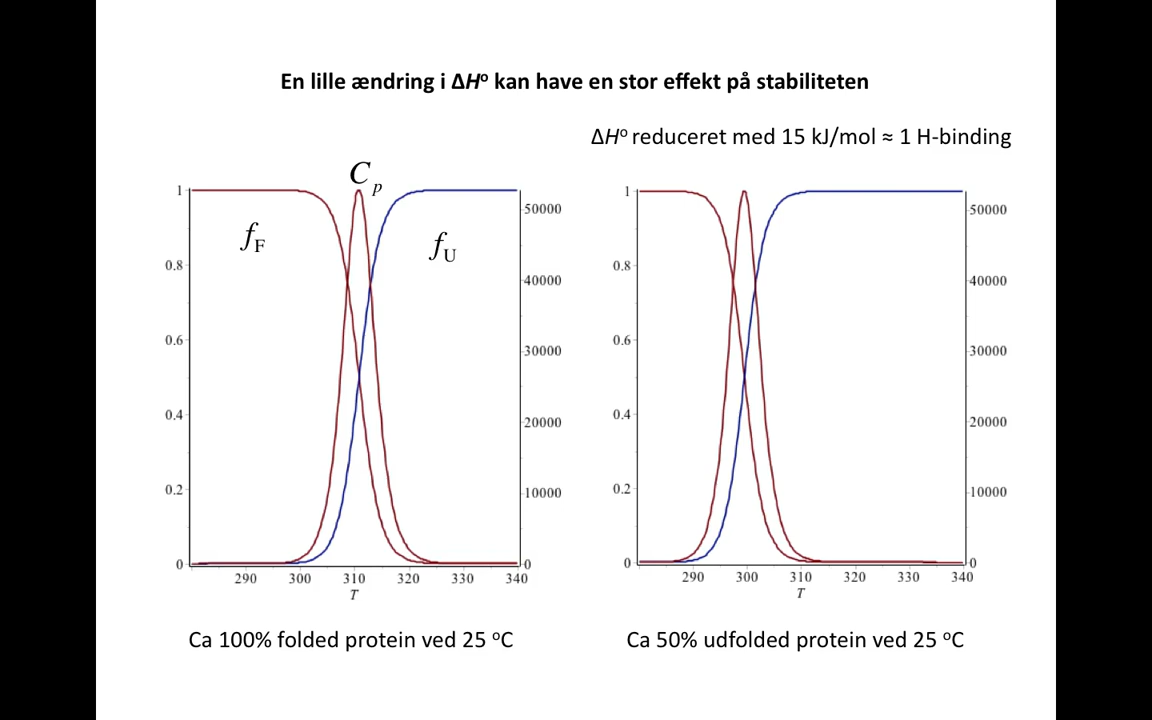 En lille ændring i ΔHº kan have en stor effekt på stabiliteten
ΔHº reduceret med 15 kJ/mol ≈ 1 H-binding
C_p
f_F
f_U
1
0.8
0.6
0.4
0.2
0
50000
40000
30000
20000
10000
0
290 300 310 320 330 340
T
1
0.8
0.6
0.4
0.2
0
50000
40000
30000
20000
10000
0
290 300 310 320 330 340
T
Ca 100% folded protein ved 25 ºC
Ca 50% udfolded protein ved 25 ºC